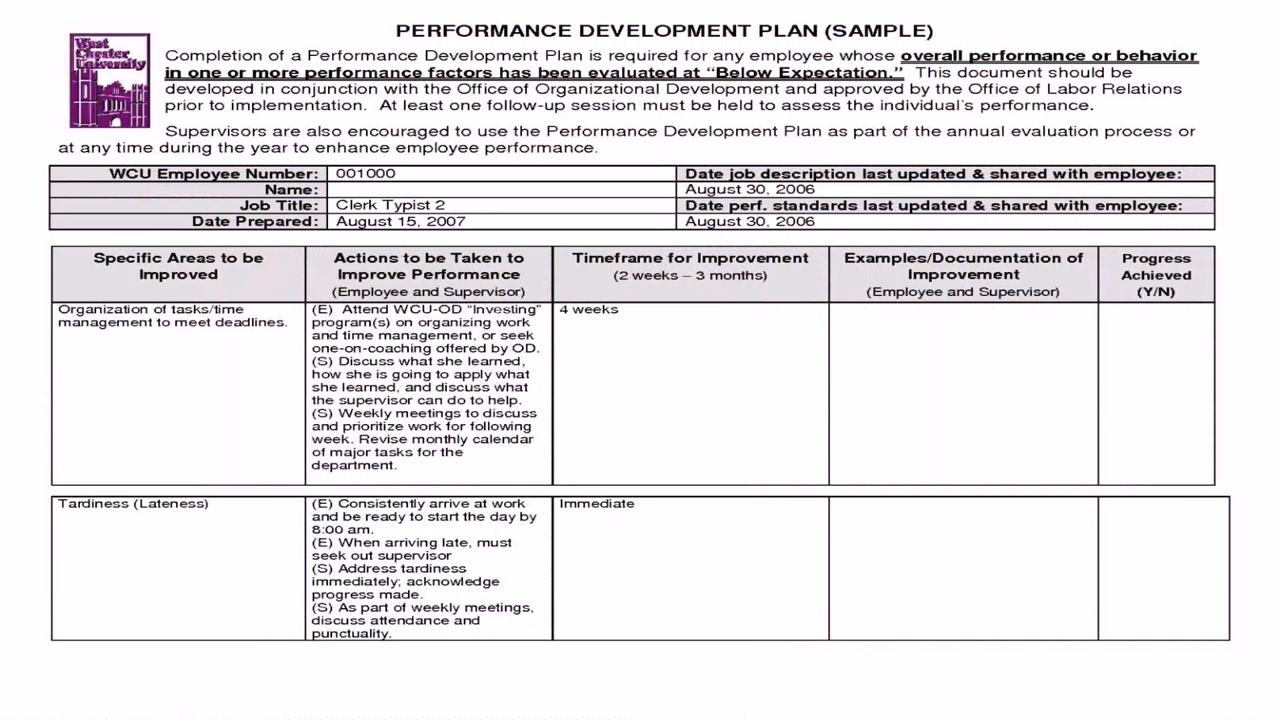 PERFORMANCE DEVELOPMENT PLAN (SAMPLE)
West
Chester
University
Completion of a Performance Development Plan is required for any employee whose overall performance or behavior
in one or more performance factors has been evaluated at “Below Expectation.” This document should be
developed in conjunction with the Office of Organizational Development and approved by the Office of Labor Relations
prior to implementation. At least one follow-up session must be held to assess the individual's performance.
Supervisors are also encouraged to use the Performance Development Plan as part of the annual evaluation process or
at any time during the year to enhance employee performance.
WCU Employee Number: 001000 Date job description last updated & shared with employee:
Name: August 30, 2006
Job Title: Clerk Typist 2 Date perf. standards last updated & shared with employee:
Date Prepared: August 15, 2007 August 30, 2006
Specific Areas to be
Improved
Actions to be Taken to
Improve Performance
(Employee and Supervisor)
Timeframe for Improvement
(2 weeks – 3 months)
Examples/Documentation of
Improvement
(Employee and Supervisor)
Progress
Achieved
(Y/N)
Organization of tasks/time
management to meet deadlines.
(E) Attend WCU-OD “Investing”
program(s) on organizing work
and time management, or seek
one-on-coaching offered by OD.
(S) Discuss what she learned,
how she is going to apply what
she learned, and discuss what
the supervisor can do to help.
(S) Weekly meetings to discuss
and prioritize work for following
week. Revise monthly calendar
of major tasks for the
department.
4 weeks
Tardiness (Lateness)
(E) Consistently arrive at work
and be ready to start the day by
8:00 am.
(E) When arriving late, must
seek out supervisor
(S) Address tardiness
immediately; acknowledge
progress made.
(S) As part of weekly meetings,
discuss attendance and
punctuality.
Immediate